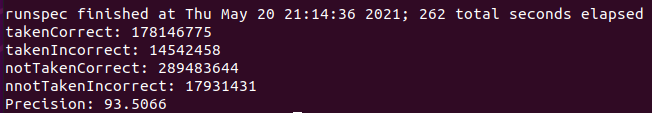 runspec finished at Thu May 20 21:14:36 2021; 262 total seconds elapsed
takenCorrect: 178146775
takenIncorrect: 14542458
notTakenCorrect: 289483644
nnotTakenIncorrect: 17931431
Precision: 93.5066